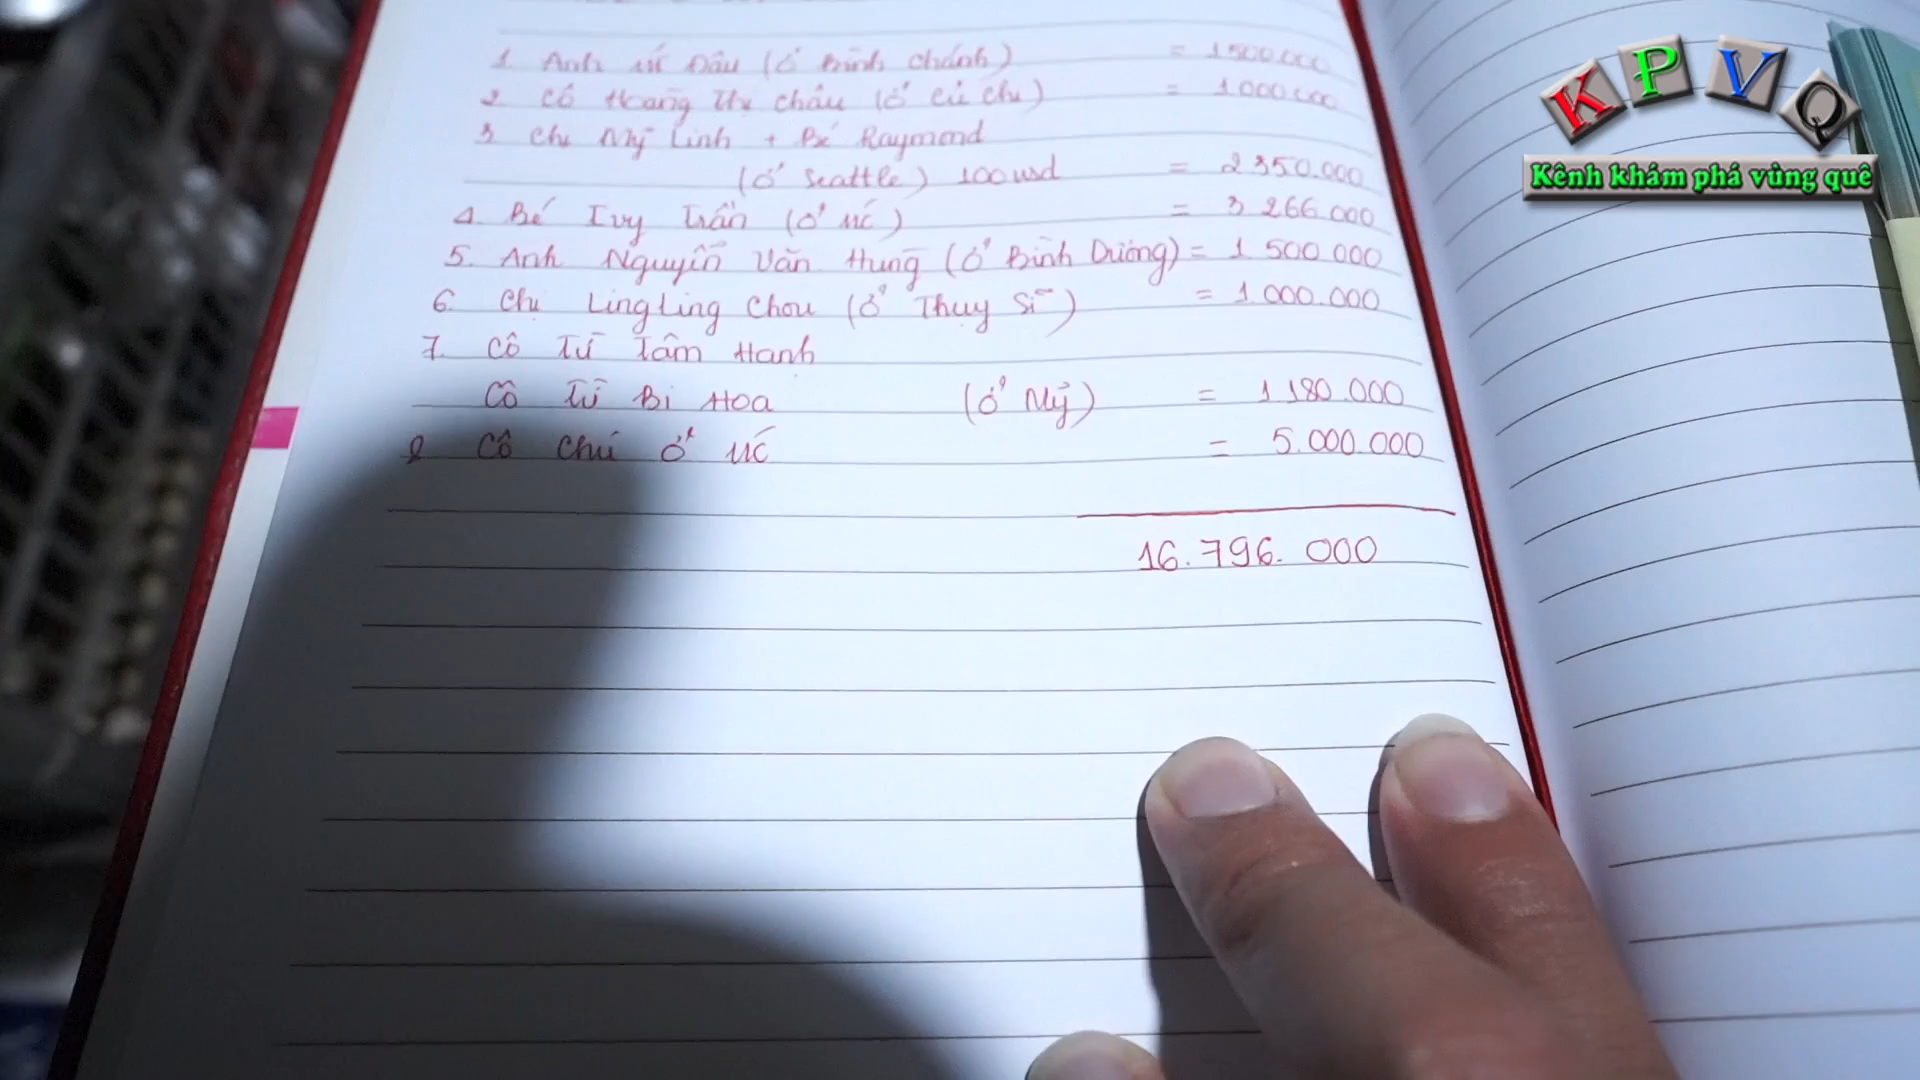 1. Anh Út Đậu (ở Bình Chánh) = 1500.000
2 Cô Hoàng Thị Châu (ở Củ Chi) = 1.000.000
3 Chị Mỹ Linh + Bé Raymond
(ở Seattle) 100 usd = 2 350.000
4. Bé Ivy Trần (ở Úc) = 3 266.000
5. Anh Nguyễn Văn Hùng (ở Bình Dương) = 1 500 000
6. Chị LingLing Chou (ở Thụy Sĩ) = 1.000.000
7. Cô Từ Tâm Hạnh
Cô Từ Bi Hoa (ở Mỹ) = 1 180.000
8 Cô Chú ở Úc = 5.000.000
16.796.000
KPVQ
Kênh khám phá vùng quê